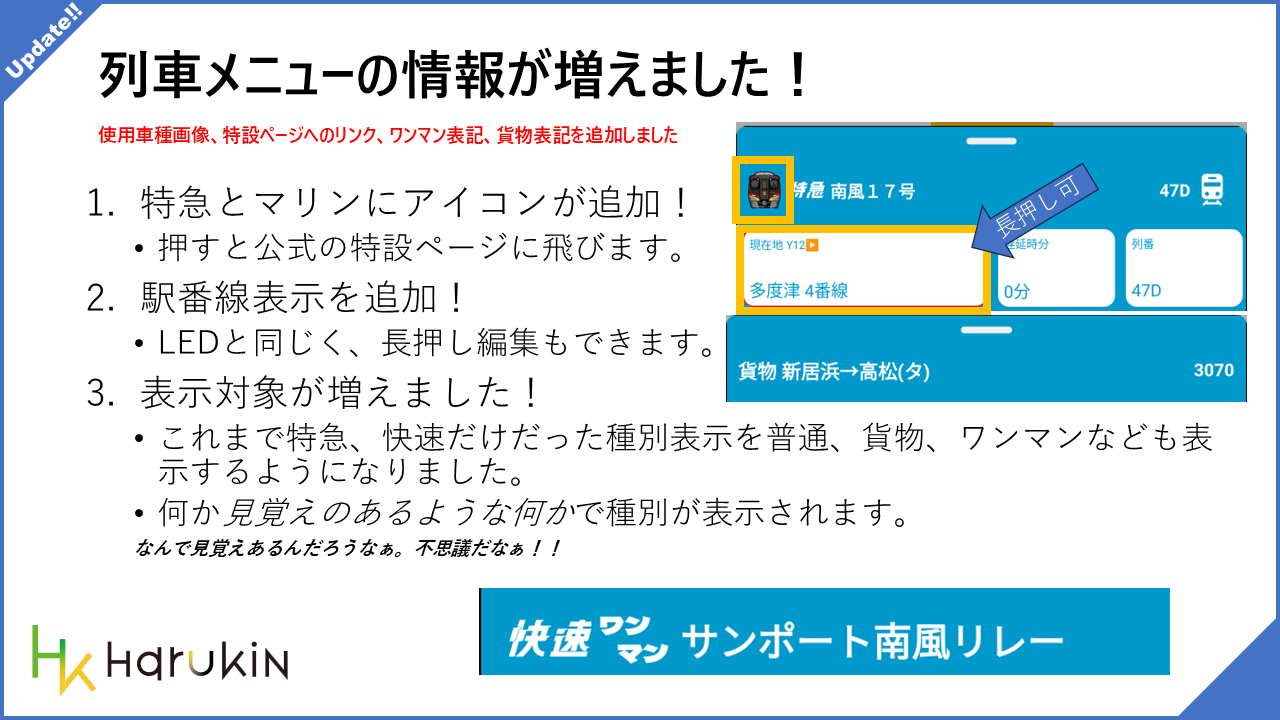 Update!!
列車メニューの情報が増えました！
使用車種画像、特設ページへのリンク、ワンマン表記、貨物表記を追加しました
1. 特急とマリンにアイコンが追加！
• 押すと公式の特設ページに飛びます。
2. 駅番線表示を追加！
• LEDと同じく、長押し編集もできます。
3. 表示対象が増えました！
• これまで特急、快速だけだった種別表示を普通、貨物、ワンマンなども表
示するようになりました。
• 何か見覚えのあるような何かで種別が表示されます。
なんで見覚えあるんだろうなぁ。不思議だなぁ！！
特急 南風１７号
47D
長押し可
現在地 Y12▶
多度津 4番線
遅延時分
0分
列番
47D
貨物 新居浜→高松(タ)
3070
快速 ワンマン サンポート南風リレー
HK HARUKIN